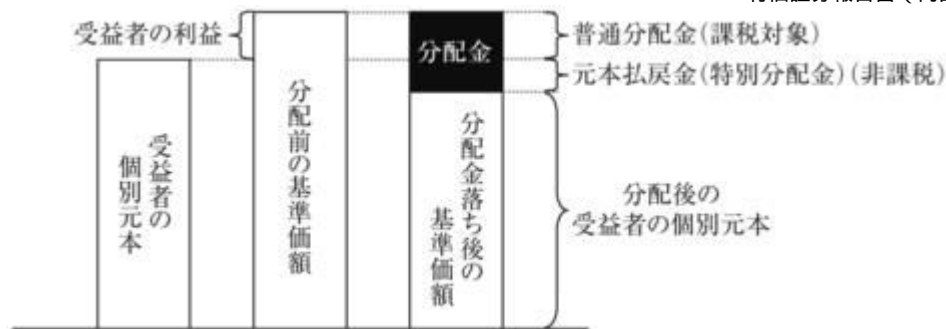 受益者の利益
分配金
普通分配金(課税対象)
元本払戻金(特別分配金)(非課税)
受益者の
個別元本
分配前の基準価額
分配金落ち後の
基準価額
分配後の
受益者の個別元本